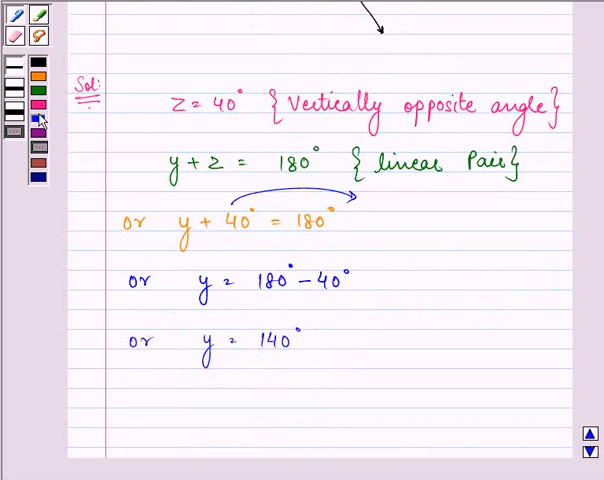 Sol:
z = 40° {Vertically opposite angle}
y + z = 180° {linear Pair}
or y + 40° = 180°
or y = 180° - 40°
or y = 140°